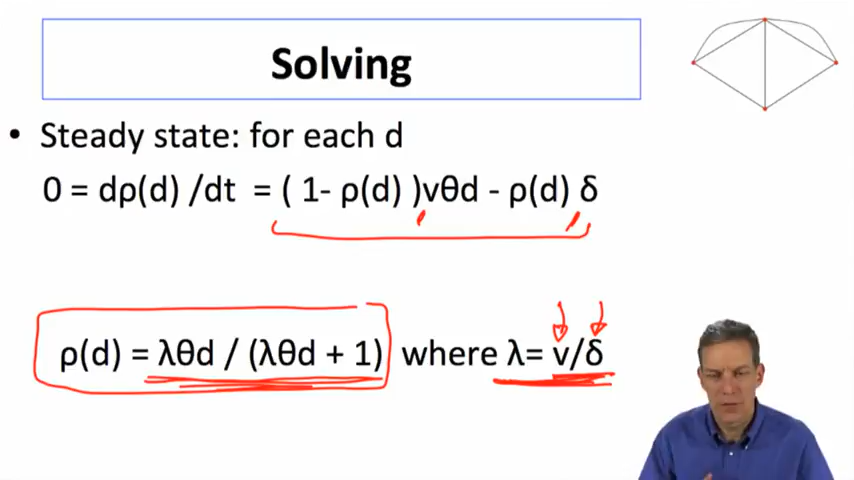 Solving
• Steady state: for each d
0 = dρ(d) /dt = ( 1- ρ(d) )vθd - ρ(d) δ
ρ(d) = λθd / (λθd + 1) where λ= v/δ